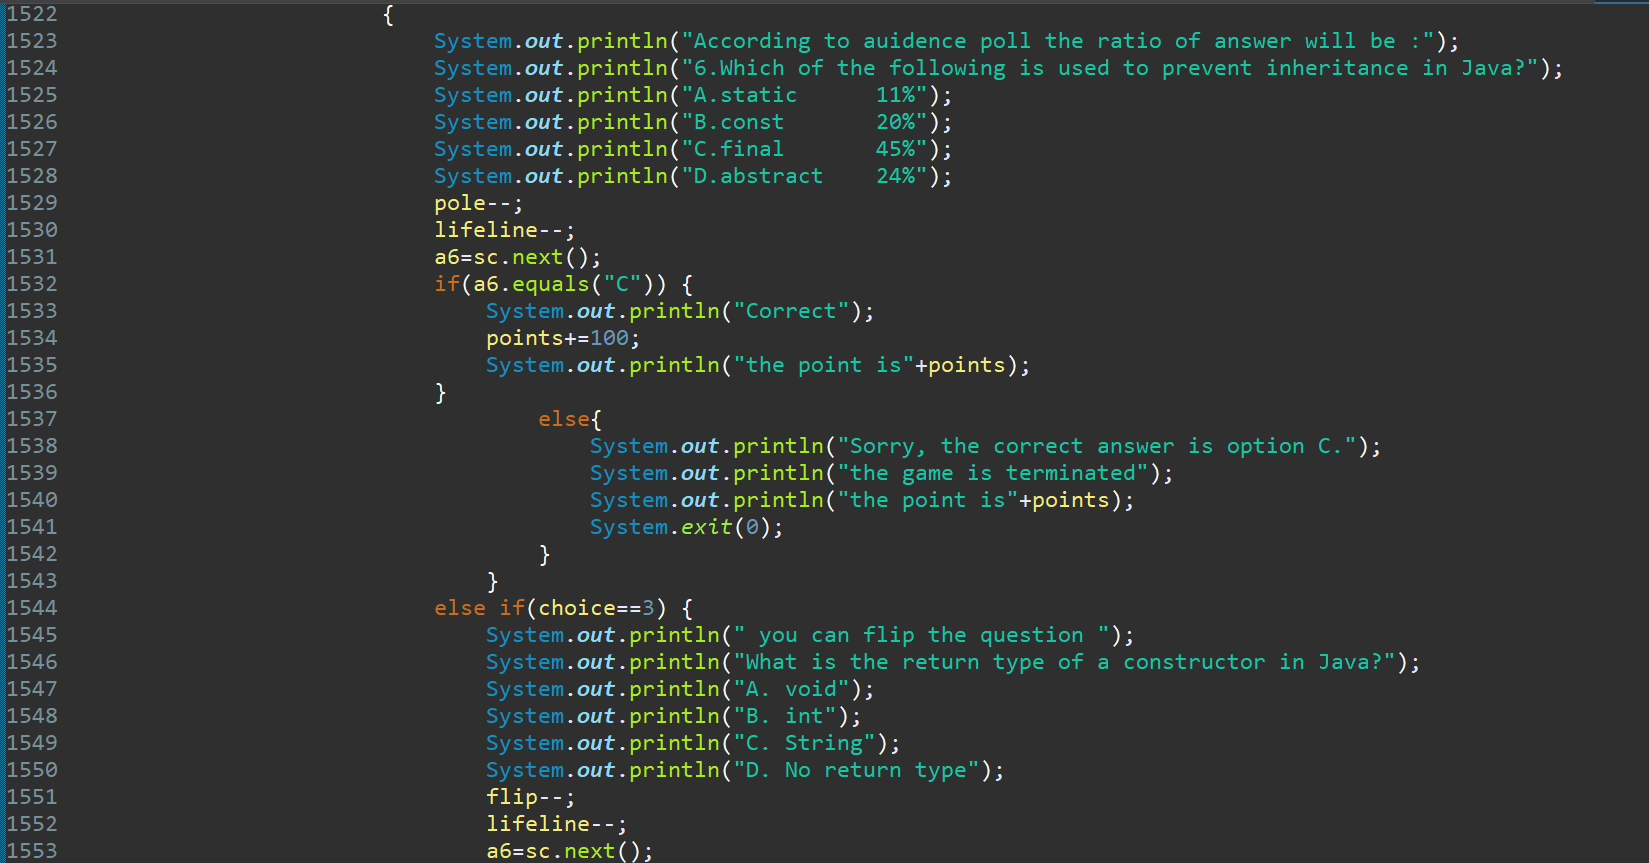 1522 {
1523 System.out.println("According to auidence poll the ratio of answer will be :");
1524 System.out.println("6.Which of the following is used to prevent inheritance in Java?");
1525 System.out.println("A.static      11%");
1526 System.out.println("B.const       20%");
1527 System.out.println("C.final       45%");
1528 System.out.println("D.abstract    24%");
1529 pole--;
1530 lifeline--;
1531 a6=sc.next();
1532 if(a6.equals("C")) {
1533 System.out.println("Correct");
1534 points+=100;
1535 System.out.println("the point is"+points);
1536 }
1537 else{
1538 System.out.println("Sorry, the correct answer is option C.");
1539 System.out.println("the game is terminated");
1540 System.out.println("the point is"+points);
1541 System.exit(0);
1542 }
1543 }
1544 else if(choice==3) {
1545 System.out.println(" you can flip the question ");
1546 System.out.println("What is the return type of a constructor in Java?");
1547 System.out.println("A. void");
1548 System.out.println("B. int");
1549 System.out.println("C. String");
1550 System.out.println("D. No return type");
1551 flip--;
1552 lifeline--;
1553 a6=sc.next();